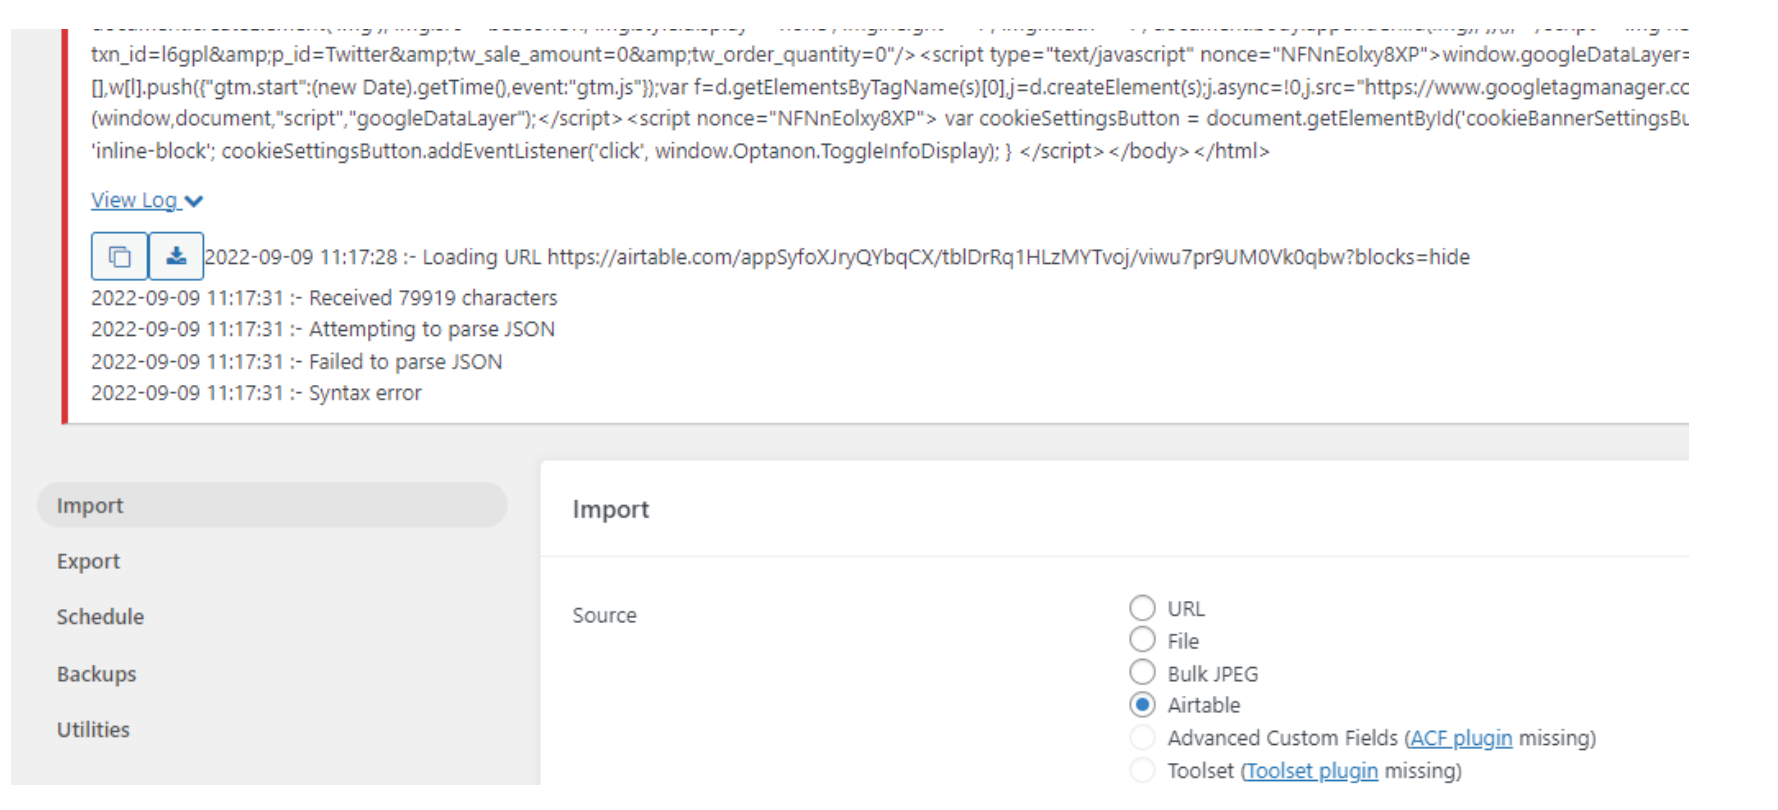 txn_id=l6gpl&amp;p_id=Twitter&amp;tw_sale_amount=0&amp;tw_order_quantity=0"/><script type="text/javascript" nonce="NFNnEolxy8XP">window.googleDataLayer=
[],w[l].push({"gtm.start":(new Date).getTime(),event:"gtm.js"});var f=d.getElementsByTagName(s)[0],j=d.createElement(s);j.async=!0,j.src="https://www.googletagmanager.co
(window,document,"script","googleDataLayer");</script><script nonce="NFNnEolxy8XP"> var cookieSettingsButton = document.getElementById('cookieBannerSettingsBu
'inline-block'; cookieSettingsButton.addEventListener('click', window.Optanon.ToggleInfoDisplay); } </script></body></html>
View Log
2022-09-09 11:17:28 :- Loading URL https://airtable.com/appSyfoXJryQYbqCX/tblDrRq1HLzMYTvoj/viwu7pr9UM0Vk0qbw?blocks=hide
2022-09-09 11:17:31 :- Received 79919 characters
2022-09-09 11:17:31 :- Attempting to parse JSON
2022-09-09 11:17:31 :- Failed to parse JSON
2022-09-09 11:17:31 :- Syntax error
Import
Export
Schedule
Backups
Utilities
Import
Source
URL
File
Bulk JPEG
Airtable
Advanced Custom Fields (ACF plugin missing)
Toolset (Toolset plugin missing)